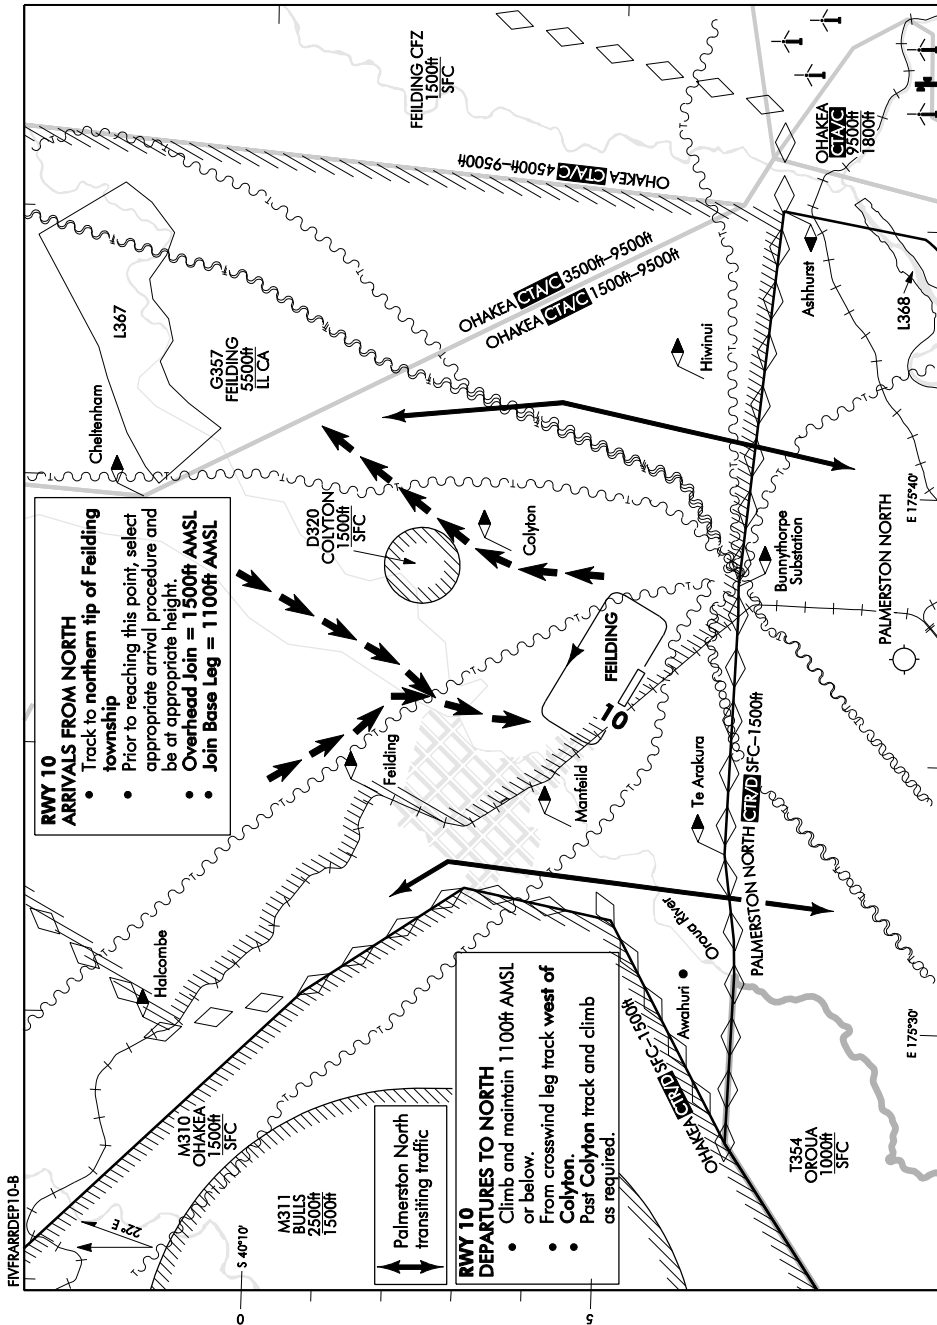 FIVFRARRDEP10-B
RWY 10
ARRIVALS FROM NORTH
• Track to northern tip of Feilding
township
• Prior to reaching this point, select
appropriate arrival procedure and
be at appropriate height.
• Overhead Join = 1500ft AMSL
• Join Base Leg = 1100ft AMSL
Cheltenham
L367
G357
FEILDING
5500ft
LL CA
FEILDING CFZ
1500ft
SFC
OHAKEA CTA/C 4500ft–9500ft
OHAKEA CTA/C 3500ft–9500ft
OHAKEA CTA/C 1500ft–9500ft
OHAKEA
CTA/C
9500ft
1800ft
D320
COLYTON
1500ft
SFC
Colyton
Hiwinui
Ashhurst
L368
Halcombe
Feilding
FEILDING
10
Manfeild
Te Arakura
Bunnythorpe
Substation
PALMERSTON NORTH
E 175°40'
PALMERSTON NORTH CTR/D SFC–1500ft
Oroua River
Awahuri
OHAKEA CTR/D SFC–1500ft
E 175°30'
T354
OROUA
1000ft
SFC
M310
OHAKEA
1500ft
SFC
M311
BULLS
2500ft
1500ft
22° E
S 40°10'
0
5
Palmerston North
transiting traffic
RWY 10
DEPARTURES TO NORTH
• Climb and maintain 1100ft AMSL
or below.
• From crosswind leg track west of
Colyton.
• Past Colyton track and climb
as required.